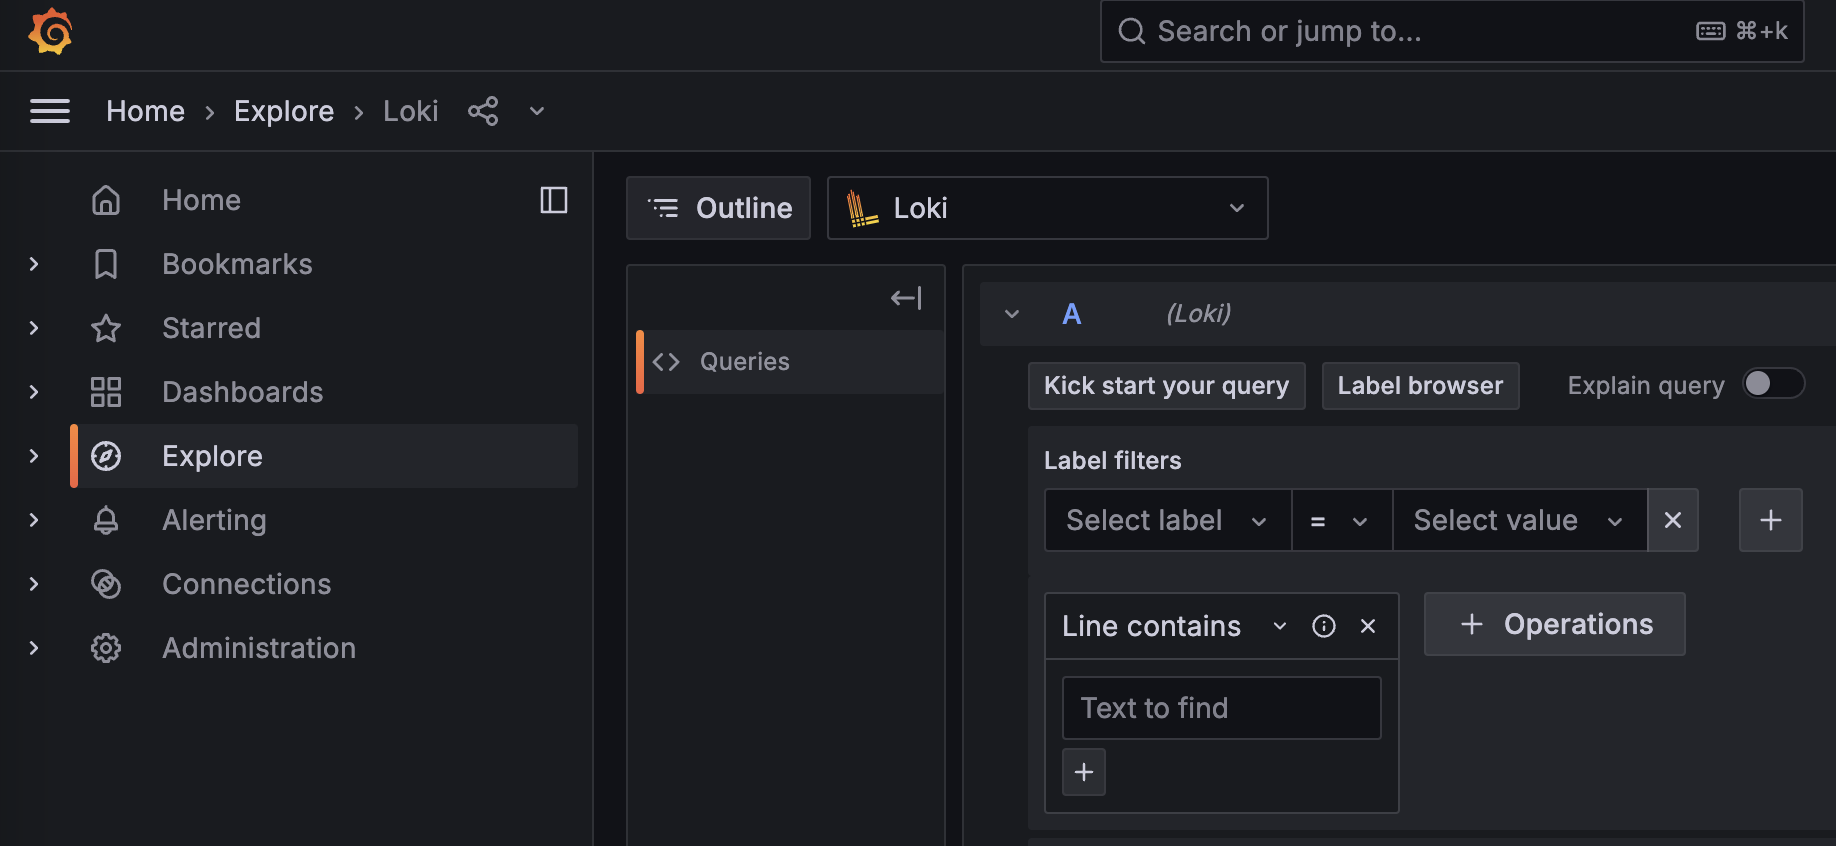 Search or jump to... ⌘+k
Home › Explore › Loki
Home
Bookmarks
Starred
Dashboards
Explore
Alerting
Connections
Administration
Outline
Loki
Queries
A (Loki)
Kick start your query Label browser Explain query
Label filters
Select label = Select value
Line contains
Text to find
+ Operations